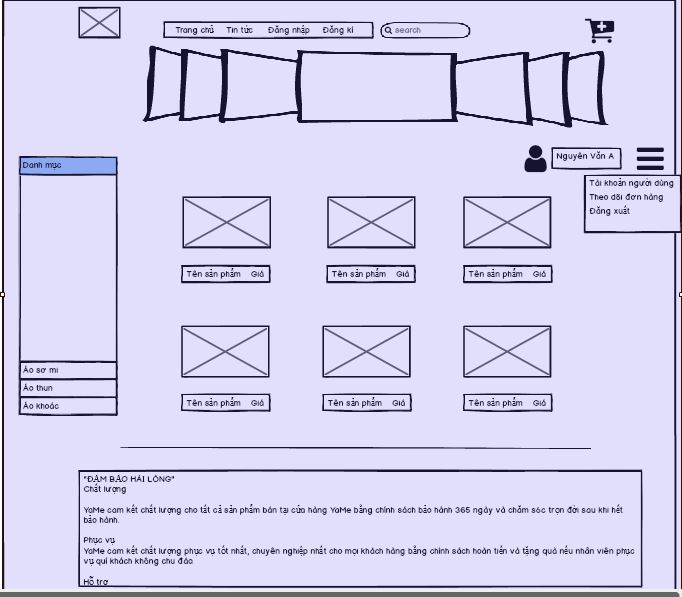 Trang chủ Tin tức Đăng nhập Đăng kí
search
Nguyên Văn A
Tài khoản người dùng
Theo dõi đơn hàng
Đăng xuất
Danh mục
Tên sản phẩm Giá
Tên sản phẩm Giá
Tên sản phẩm Giá
Áo sơ mi
Áo thun
Áo khoác
Tên sản phẩm Giá
Tên sản phẩm Giá
Tên sản phẩm Giá
"ĐẢM BẢO HÀI LÒNG"
Chất lượng
YaMe cam kết chất lượng cho tất cả sản phẩm bán tại cửa hàng YaMe bằng chính sách bảo hành 365 ngày và chăm sóc trọn đời sau khi hết
bảo hành.
Phục vụ
YaMe cam kết chất lượng phục vụ tốt nhất, chuyên nghiệp nhất cho mọi khách hàng bằng chính sách hoàn tiền và tặng quà nếu nhân viên phục
vụ quí khách không chu đáo
Hỗ trợ